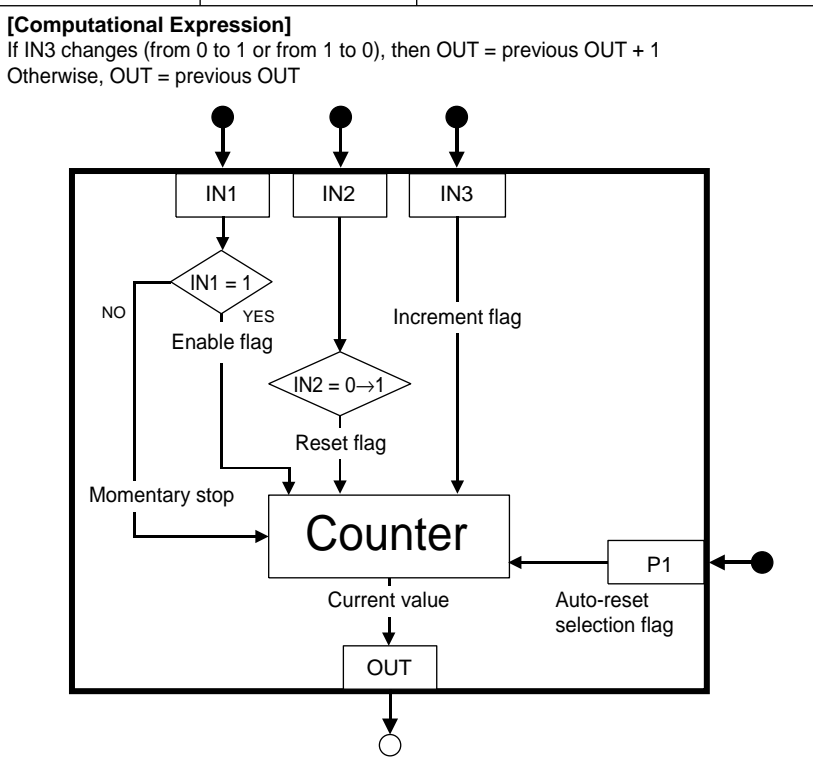 [Computational Expression]
If IN3 changes (from 0 to 1 or from 1 to 0), then OUT = previous OUT + 1
Otherwise, OUT = previous OUT
IN1
IN2
IN3
IN1 = 1
NO
YES
Increment flag
Enable flag
IN2 = 0→1
Reset flag
Momentary stop
Counter
P1
Current value
Auto-reset
selection flag
OUT